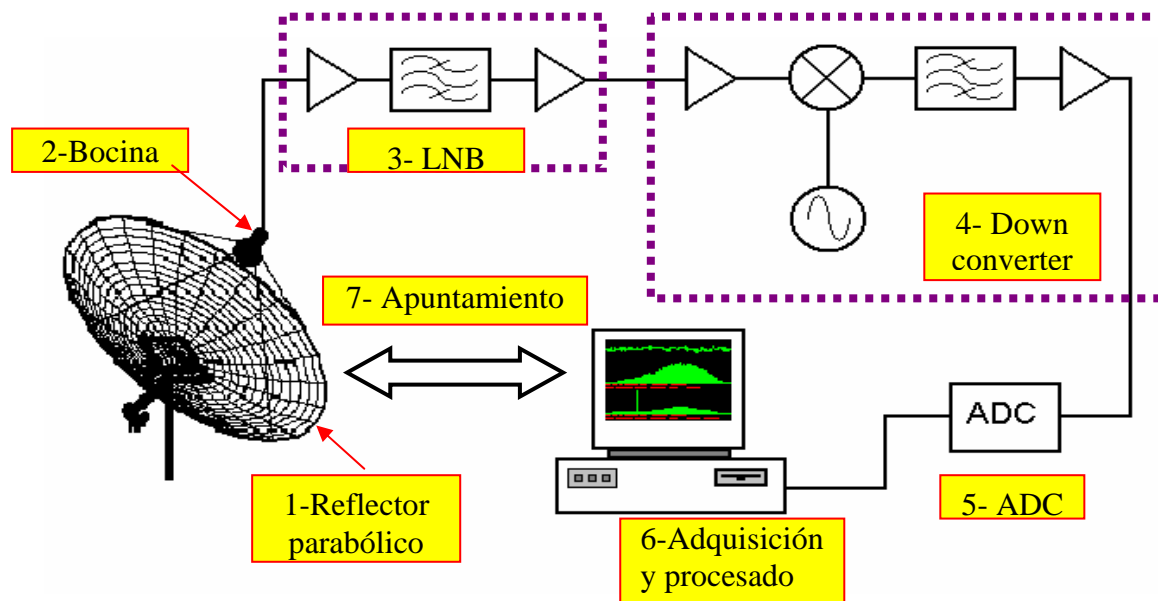 2-Bocina
3- LNB
4- Down
converter
7- Apuntamiento
ADC
1-Reflector
parabólico
5- ADC
6-Adquisición
y procesado